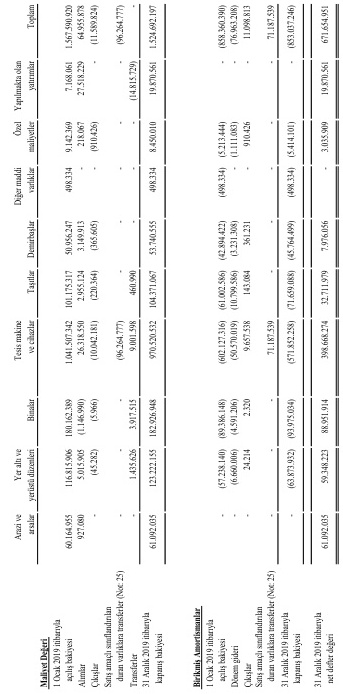 Arazi ve arsalar	Yer altı ve yerüstü düzenleri	Binalar	Tesis makine ve cihazlar	Taşıtlar	Demirbaşlar	Diğer maddi varlıklar	Özel maliyetler	Yapılmakta olan yatırımlar	Toplam
Maliyet Değeri
1 Ocak 2019 itibarıyla
açılış bakiyesi	60.164.955	116.815.906	180.162.389	1.041.507.342	101.175.317	50.956.247	498.334	9.142.369	7.168.061	1.567.590.920
Alımlar	927.080	5.015.905	(1.146.990)	26.318.550	2.955.124	3.149.913	-	218.067	27.518.229	64.955.878
Çıkışlar	-	(45.282)	(5.966)	(10.042.181)	(220.364)	(365.605)	-	(910.426)	-	(11.589.824)
Satış amaçlı sınıflandırılan
duran varlıklara transferler (Not: 25)	-	-	-	(96.264.777)	-	-	-	-	-	(96.264.777)
Transferler	-	1.435.626	3.917.515	9.001.598	460.990	-	-	-	(14.815.729)	-
31 Aralık 2019 itibarıyla
kapanış bakiyesi	61.092.035	123.222.155	182.926.948	970.520.532	104.371.067	53.740.555	498.334	8.450.010	19.870.561	1.524.692.197
Birikmiş Amortismanlar
1 Ocak 2019 itibarıyla
açılış bakiyesi	-	(57.238.140)	(89.386.148)	(602.127.316)	(61.002.586)	(42.894.422)	(498.334)	(5.213.444)	-	(858.360.390)
Dönem gideri	-	(6.660.006)	(4.591.206)	(50.570.019)	(10.799.586)	(3.231.308)	-	(1.111.083)	-	(76.963.208)
Çıkışlar	-	24.214	2.320	9.657.538	143.084	361.231	-	910.426	-	11.098.813
Satış amaçlı sınıflandırılan
duran varlıklara transferler (Not: 25)	-	-	-	71.187.539	-	-	-	-	-	71.187.539
31 Aralık 2019 itibarıyla
kapanış bakiyesi	-	(63.873.932)	(93.975.034)	(571.852.258)	(71.659.088)	(45.764.499)	(498.334)	(5.414.101)	-	(853.037.246)
31 Aralık 2019 itibarıyla
net defter değeri	61.092.035	59.348.223	88.951.914	398.668.274	32.711.979	7.976.056	-	3.035.909	19.870.561	671.654.951